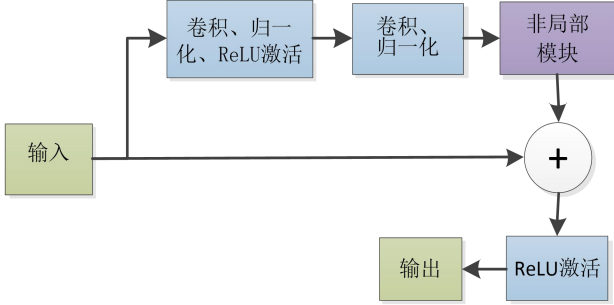 卷积、归一
化、ReLU激活
卷积、
归一化
非局部
模块
输入
+
输出
ReLU激活